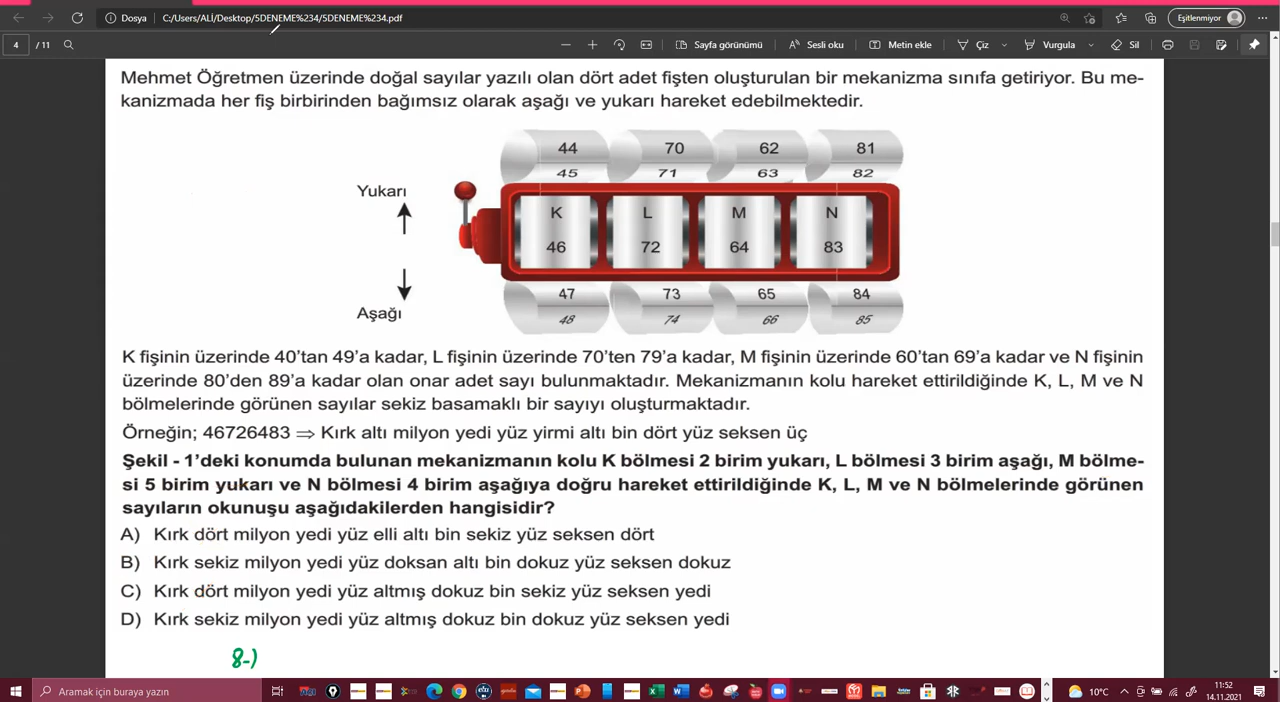 Dosya C:/Users/ALİ/Desktop/5DENEME%234/5DENEME%234.pdf Eşitlenmiyor
4 / 11 Sayfa görünümü Sesli oku Metin ekle Çiz Vurgula Sil
Mehmet Öğretmen üzerinde doğal sayılar yazılı olan dört adet fişten oluşturulan bir mekanizma sınıfa getiriyor. Bu me-
kanizmada her fiş birbirinden bağımsız olarak aşağı ve yukarı hareket edebilmektedir.
44 70 62 81
45 71 63 82
Yukarı
K L M N
46 72 64 83
47 73 65 84
Aşağı
48 74 66 85
K fişinin üzerinde 40'tan 49'a kadar, L fişinin üzerinde 70'ten 79'a kadar, M fişinin üzerinde 60'tan 69'a kadar ve N fişinin
üzerinde 80'den 89'a kadar olan onar adet sayı bulunmaktadır. Mekanizmanın kolu hareket ettirildiğinde K, L, M ve N
bölmelerinde görünen sayılar sekiz basamaklı bir sayıyı oluşturmaktadır.
Örneğin; 46726483 ⇒ Kırk altı milyon yedi yüz yirmi altı bin dört yüz seksen üç
Şekil - 1'deki konumda bulunan mekanizmanın kolu K bölmesi 2 birim yukarı, L bölmesi 3 birim aşağı, M bölme-
si 5 birim yukarı ve N bölmesi 4 birim aşağıya doğru hareket ettirildiğinde K, L, M ve N bölmelerinde görünen
sayıların okunuşu aşağıdakilerden hangisidir?
A) Kırk dört milyon yedi yüz elli altı bin sekiz yüz seksen dört
B) Kırk sekiz milyon yedi yüz doksan altı bin dokuz yüz seksen dokuz
C) Kırk dört milyon yedi yüz altmış dokuz bin sekiz yüz seksen yedi
D) Kırk sekiz milyon yedi yüz altmış dokuz bin dokuz yüz seksen yedi
8-)
Aramak için buraya yazın 10°C 11:52
14.11.2021